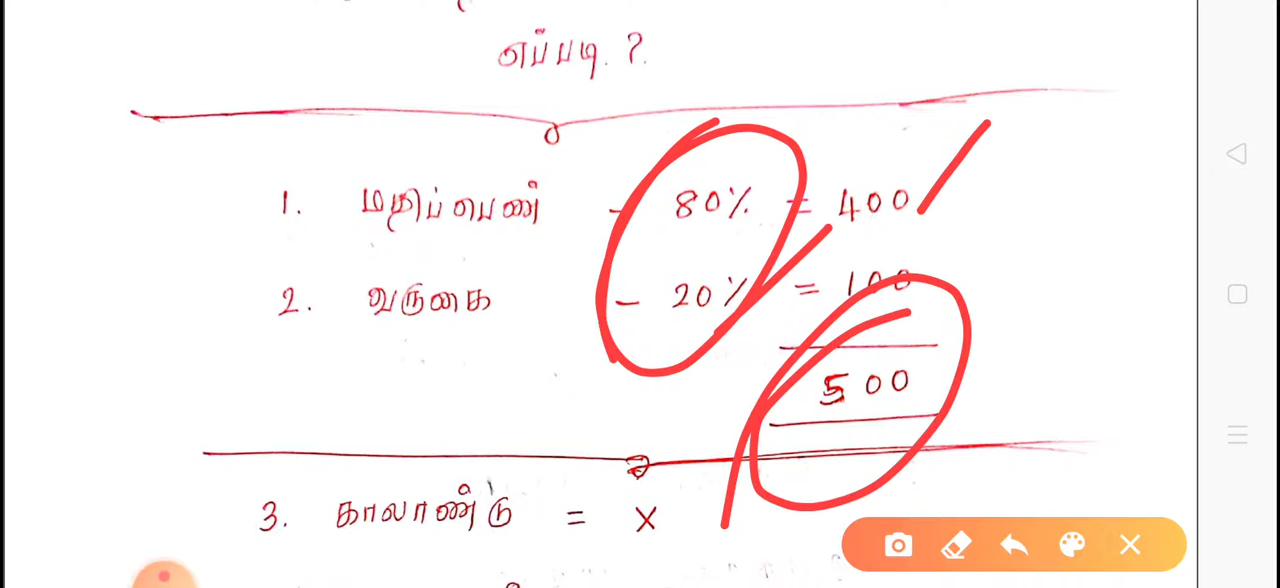 எப்படி.?
1. மதிப்பெண் - 80% = 400
2. வருகை - 20% = 100
500
3. காலாண்டு = X